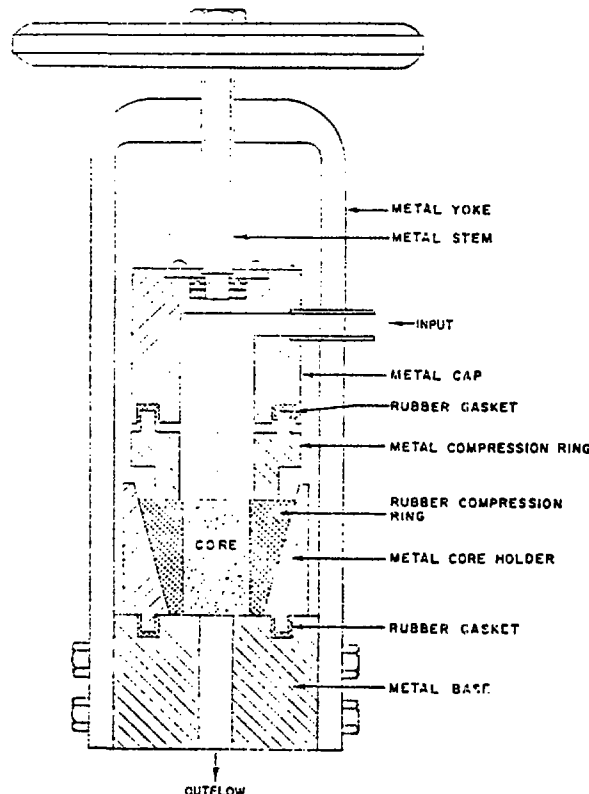 METAL YOKE
METAL STEM
INPUT
METAL CAP
RUBBER GASKET
METAL COMPRESSION RING
RUBBER COMPRESSION
RING
CORE
METAL CORE HOLDER
RUBBER GASKET
METAL BASE
OUTFLOW